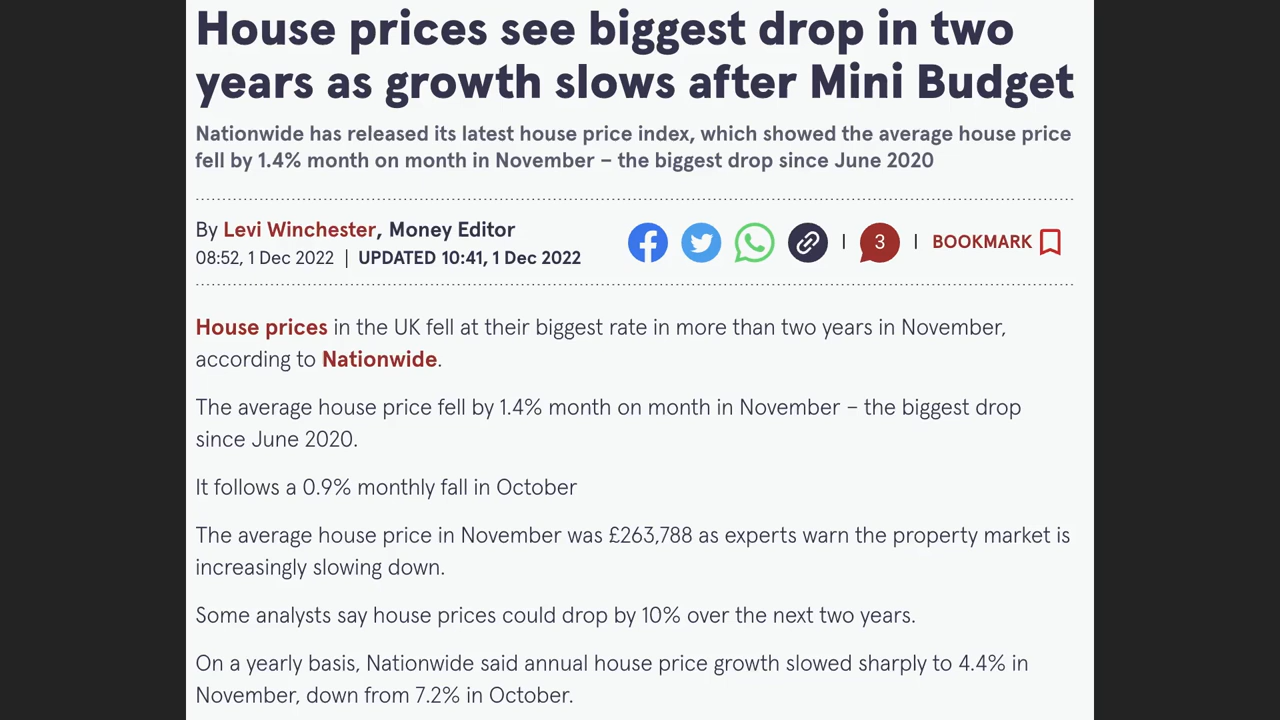 House prices see biggest drop in two
years as growth slows after Mini Budget
Nationwide has released its latest house price index, which showed the average house price
fell by 1.4% month on month in November – the biggest drop since June 2020
By Levi Winchester, Money Editor
08:52, 1 Dec 2022 | UPDATED 10:41, 1 Dec 2022
3 | BOOKMARK
House prices in the UK fell at their biggest rate in more than two years in November,
according to Nationwide.
The average house price fell by 1.4% month on month in November – the biggest drop
since June 2020.
It follows a 0.9% monthly fall in October
The average house price in November was £263,788 as experts warn the property market is
increasingly slowing down.
Some analysts say house prices could drop by 10% over the next two years.
On a yearly basis, Nationwide said annual house price growth slowed sharply to 4.4% in
November, down from 7.2% in October.